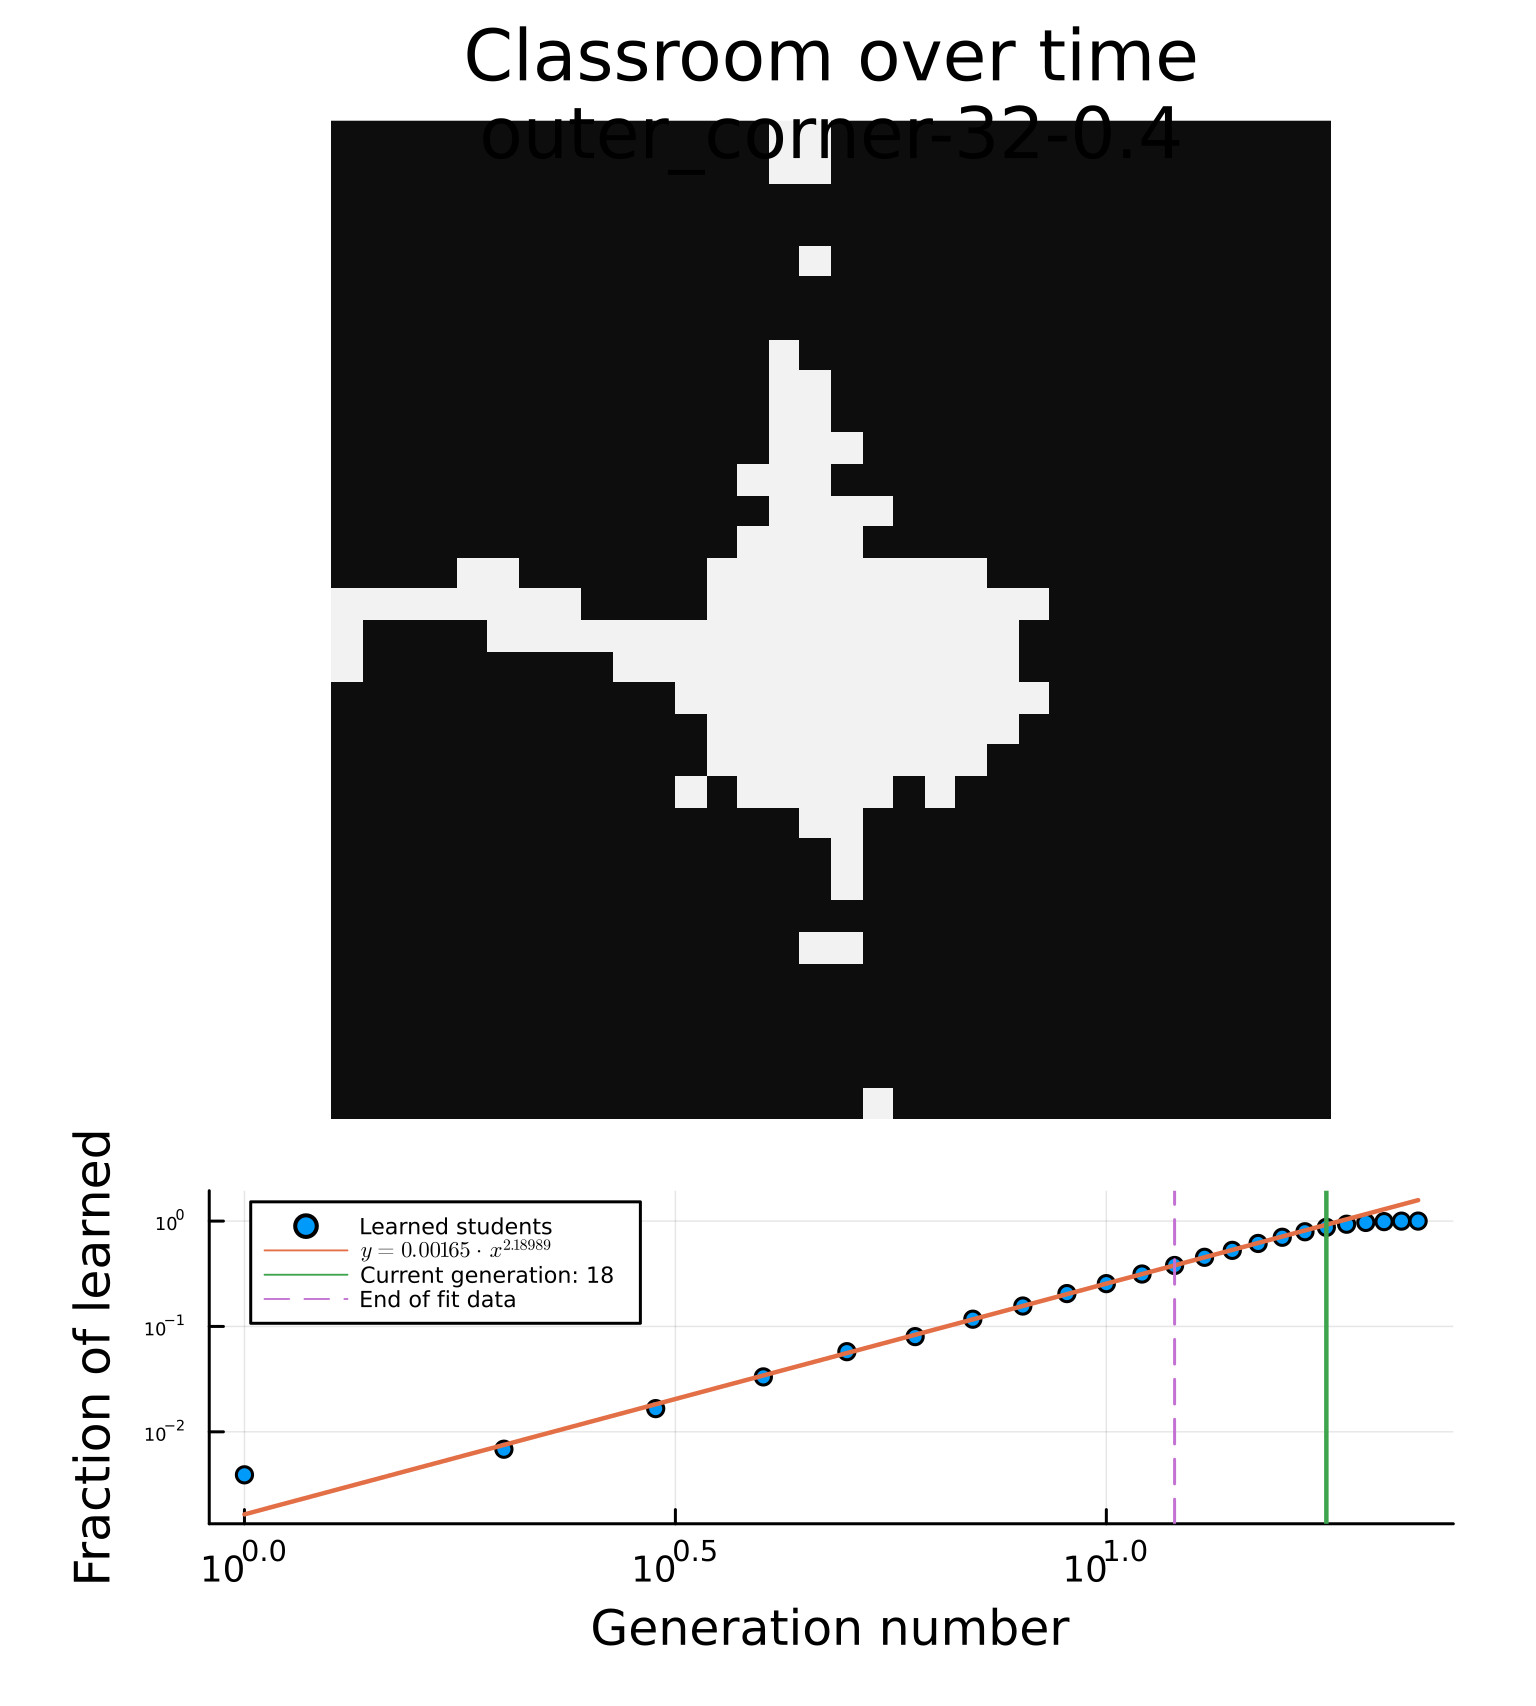 Classroom over time
outer_corner-32-0.4
Fraction of learned
10^0
10^−1
10^−2
Learned students
y = 0.00165 · x^2.18989
Current generation: 18
End of fit data
10^0.0 10^0.5 10^1.0
Generation number